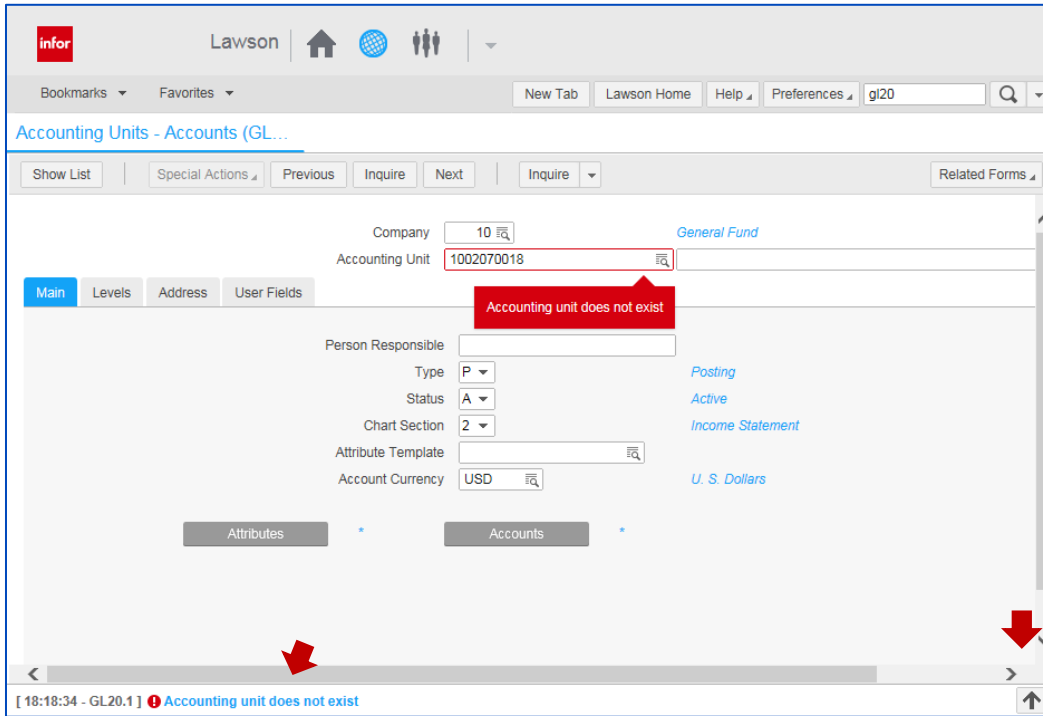 infor Lawson
Bookmarks Favorites New Tab Lawson Home Help Preferences gl20
Accounting Units - Accounts (GL...
Show List Special Actions Previous Inquire Next Inquire Related Forms
Company 10 General Fund
Accounting Unit 1002070018
Main Levels Address User Fields
Accounting unit does not exist
Person Responsible
Type P Posting
Status A Active
Chart Section 2 Income Statement
Attribute Template
Account Currency USD U. S. Dollars
Attributes * Accounts *
[ 18:18:34 - GL20.1 ] Accounting unit does not exist